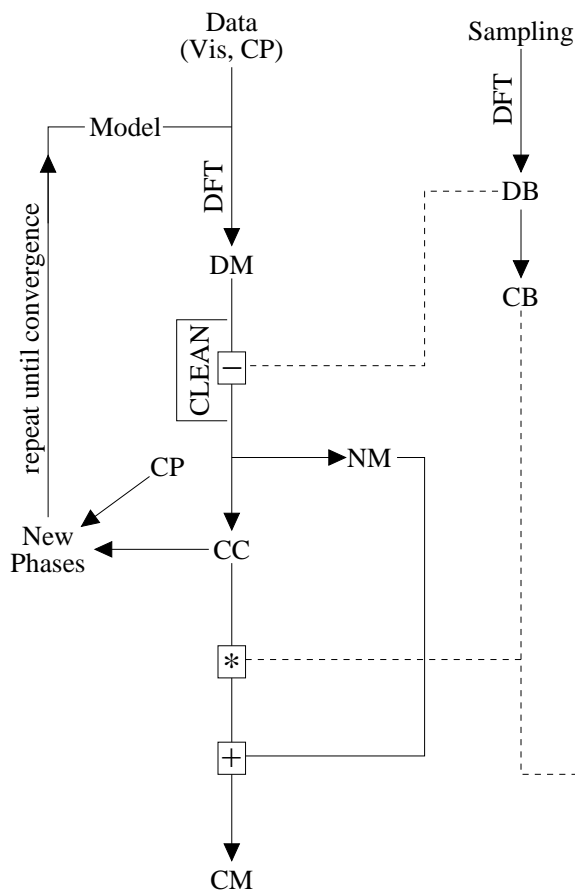 Data
(Vis, CP)
Sampling
Model
DFT
DFT
DB
DM
CB
repeat until convergence
CLEAN
−
CP
NM
New
Phases
CC
*
+
CM